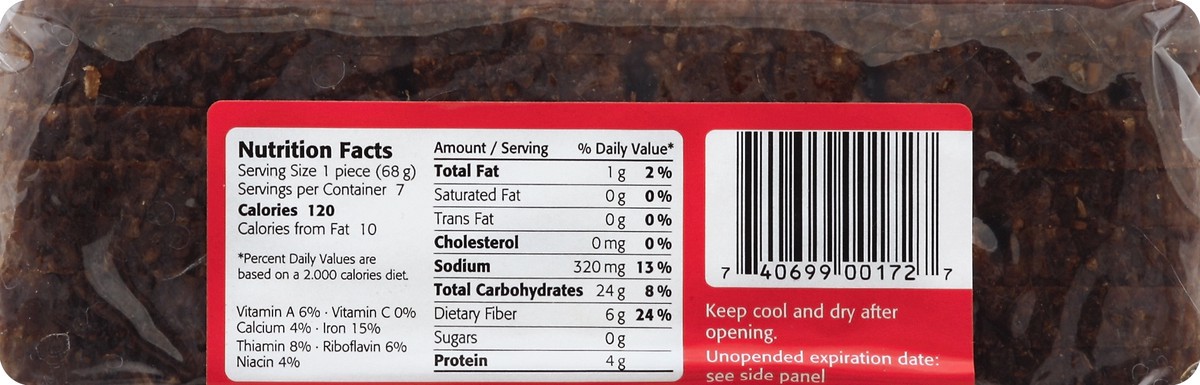 Nutrition Facts
Serving Size 1 piece (68 g)
Servings per Container 7
Calories 120
Calories from Fat 10
*Percent Daily Values are
based on a 2.000 calories diet.
Vitamin A 6% · Vitamin C 0%
Calcium 4% · Iron 15%
Thiamin 8% · Riboflavin 6%
Niacin 4%
Amount / Serving % Daily Value*
Total Fat 1 g 2 %
Saturated Fat 0 g 0 %
Trans Fat 0 g 0 %
Cholesterol 0 mg 0 %
Sodium 320 mg 13 %
Total Carbohydrates 24 g 8 %
Dietary Fiber 6 g 24 %
Sugars 0 g
Protein 4 g
7 40699 00172 7
Keep cool and dry after
opening.
Unopended expiration date:
see side panel